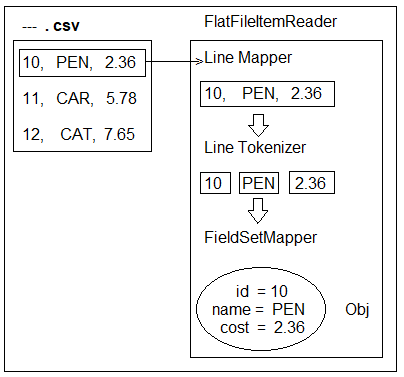 --- . csv
10, PEN, 2.36
11, CAR, 5.78
12, CAT, 7.65
FlatFileItemReader
Line Mapper
10, PEN, 2.36
Line Tokenizer
10 PEN 2.36
FieldSetMapper
id = 10
name = PEN
cost = 2.36
Obj